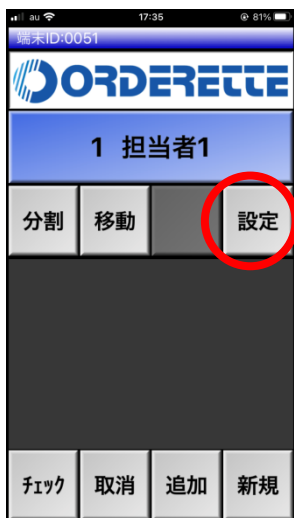 au 17:35 81%
端末ID:0051
ORDERETTE
1 担当者1
分割 移動 設定
ﾁｪｯｸ 取消 追加 新規